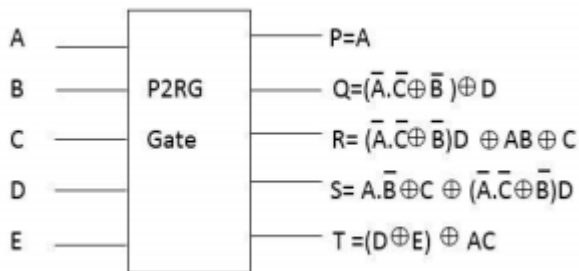 A P=A
B P2RG Q=(A̅.C̅⊕B̅)⊕D
C Gate R=(A̅.C̅⊕B̅)D ⊕AB⊕C
D S=A.B̅⊕C⊕(A̅.C̅⊕B̅)D
E T=(D⊕E) ⊕ AC